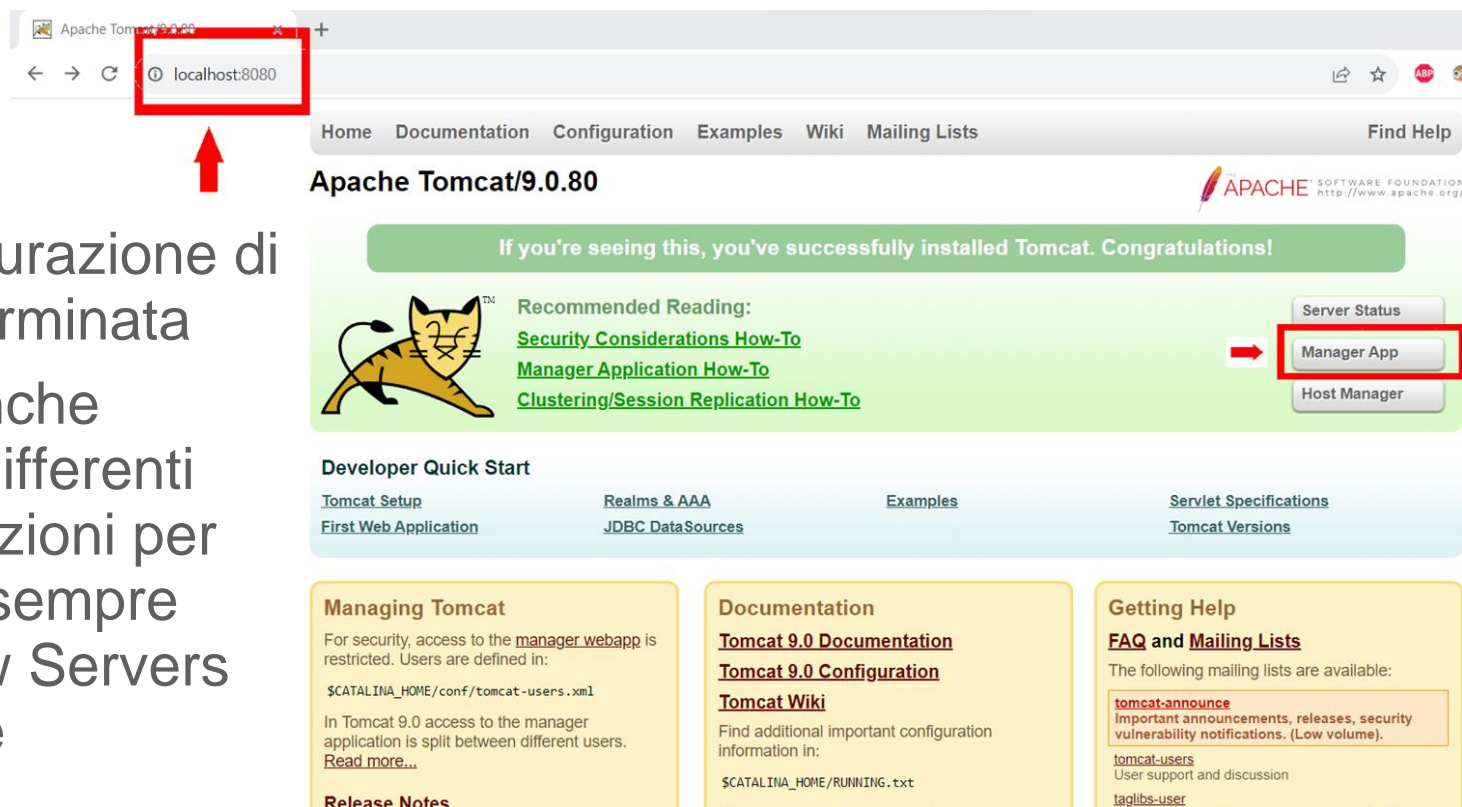 Apache Tomcat/9.0.80
localhost:8080
ABP
Home Documentation Configuration Examples Wiki Mailing Lists Find Help
Apache Tomcat/9.0.80
APACHE SOFTWARE FOUNDATION
http://www.apache.org/
If you're seeing this, you've successfully installed Tomcat. Congratulations!
TM
Recommended Reading:
Security Considerations How-To
Manager Application How-To
Clustering/Session Replication How-To
Server Status
Manager App
Host Manager
Developer Quick Start
Tomcat Setup
First Web Application
Realms & AAA
JDBC DataSources
Examples
Servlet Specifications
Tomcat Versions
Managing Tomcat
For security, access to the manager webapp is
restricted. Users are defined in:
$CATALINA_HOME/conf/tomcat-users.xml
In Tomcat 9.0 access to the manager
application is split between different users.
Read more...
Release Notes
Documentation
Tomcat 9.0 Documentation
Tomcat 9.0 Configuration
Tomcat Wiki
Find additional important configuration
information in:
$CATALINA_HOME/RUNNING.txt
Getting Help
FAQ and Mailing Lists
The following mailing lists are available:
tomcat-announce
Important announcements, releases, security
vulnerability notifications. (Low volume).
tomcat-users
User support and discussion
taglibs-user
urazione di
rminata
nche
ifferenti
zioni per
sempre
w Servers
e